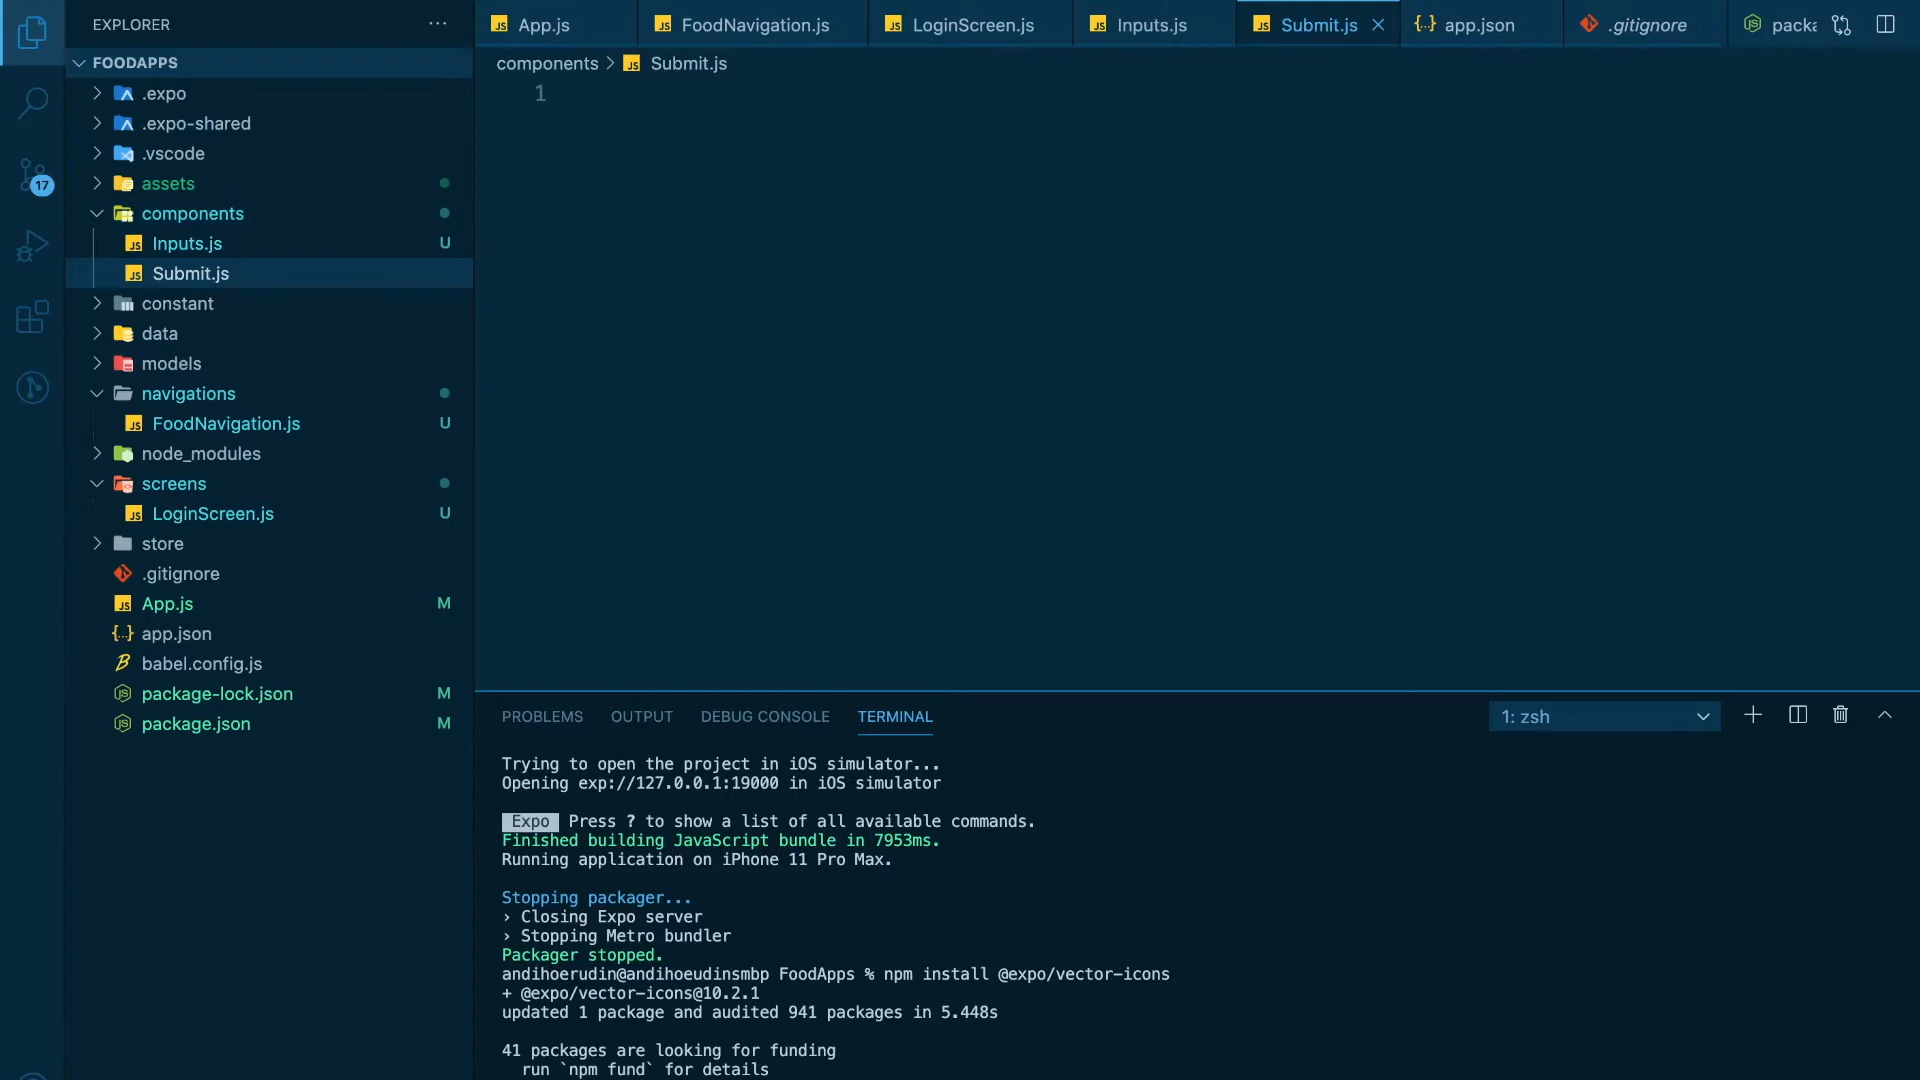 EXPLORER
FOODAPPS
.expo
.expo-shared
.vscode
assets
components
Inputs.js U
Submit.js
constant
data
models
navigations
FoodNavigation.js U
node_modules
screens
LoginScreen.js U
store
.gitignore
App.js M
app.json
babel.config.js
package-lock.json M
package.json M
17
App.js
FoodNavigation.js
LoginScreen.js
Inputs.js
Submit.js
app.json
.gitignore
packa
components > Submit.js
1
PROBLEMS OUTPUT DEBUG CONSOLE TERMINAL
1: zsh
Trying to open the project in iOS simulator...
Opening exp://127.0.0.1:19000 in iOS simulator
Expo Press ? to show a list of all available commands.
Finished building JavaScript bundle in 7953ms.
Running application on iPhone 11 Pro Max.
Stopping packager...
› Closing Expo server
› Stopping Metro bundler
Packager stopped.
andihoerudin@andihoeudinsmbp FoodApps % npm install @expo/vector-icons
+ @expo/vector-icons@10.2.1
updated 1 package and audited 941 packages in 5.448s
41 packages are looking for funding
run `npm fund` for details